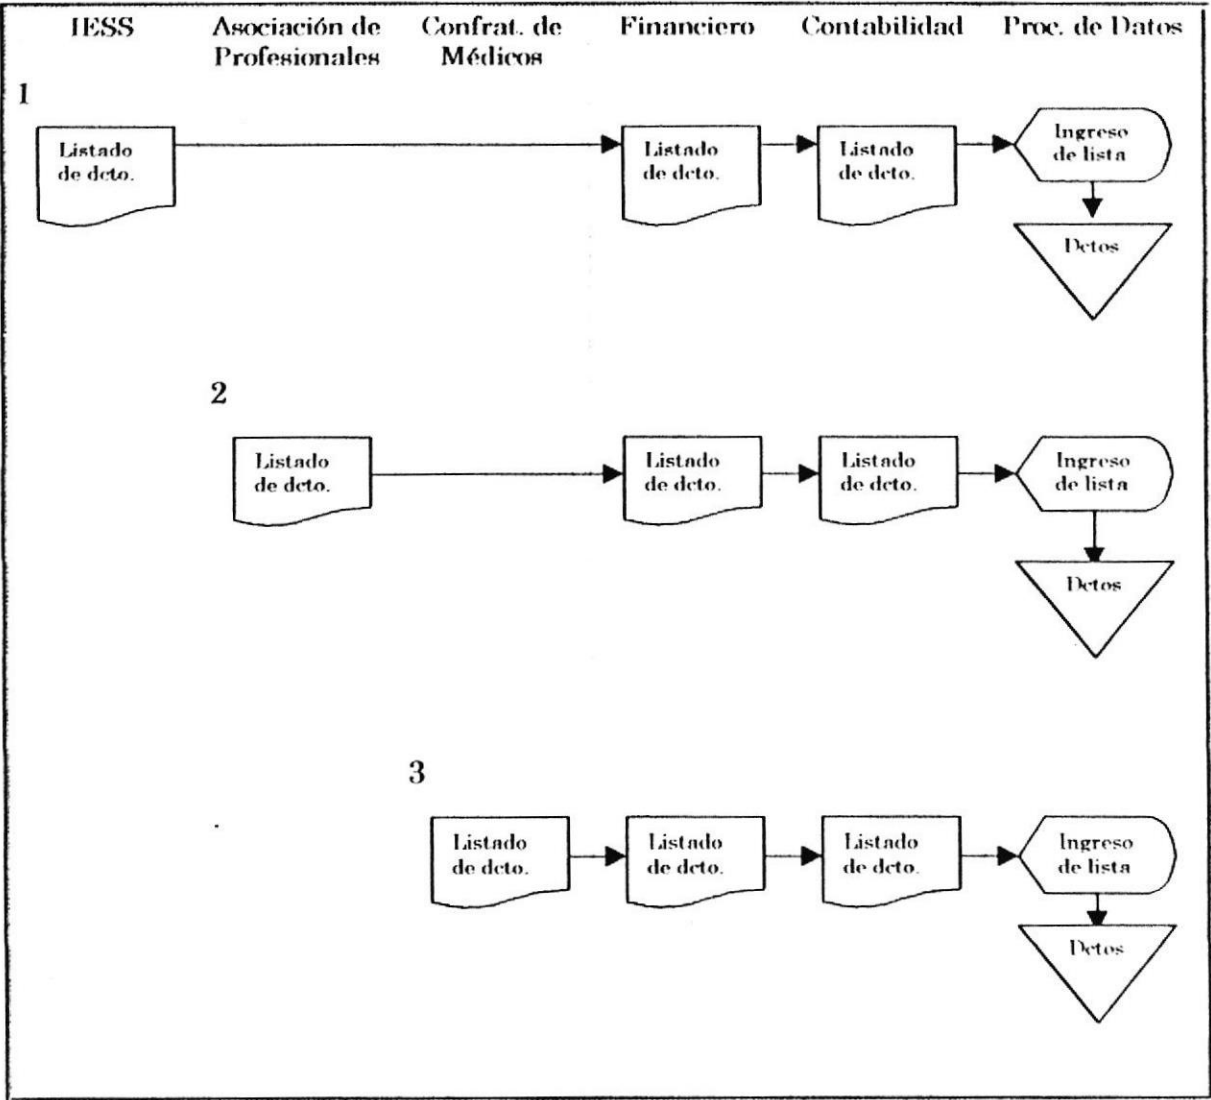 IESS
Asociación de
Profesionales
Confrat. de
Médicos
Financiero
Contabilidad
Proc. de Datos
1
Listado
de dcto.
Listado
de dcto.
Listado
de dcto.
Ingreso
de lista
Dctos
2
Listado
de dcto.
Listado
de dcto.
Listado
de dcto.
Ingreso
de lista
Dctos
3
Listado
de dcto.
Listado
de dcto.
Listado
de dcto.
Ingreso
de lista
Dctos